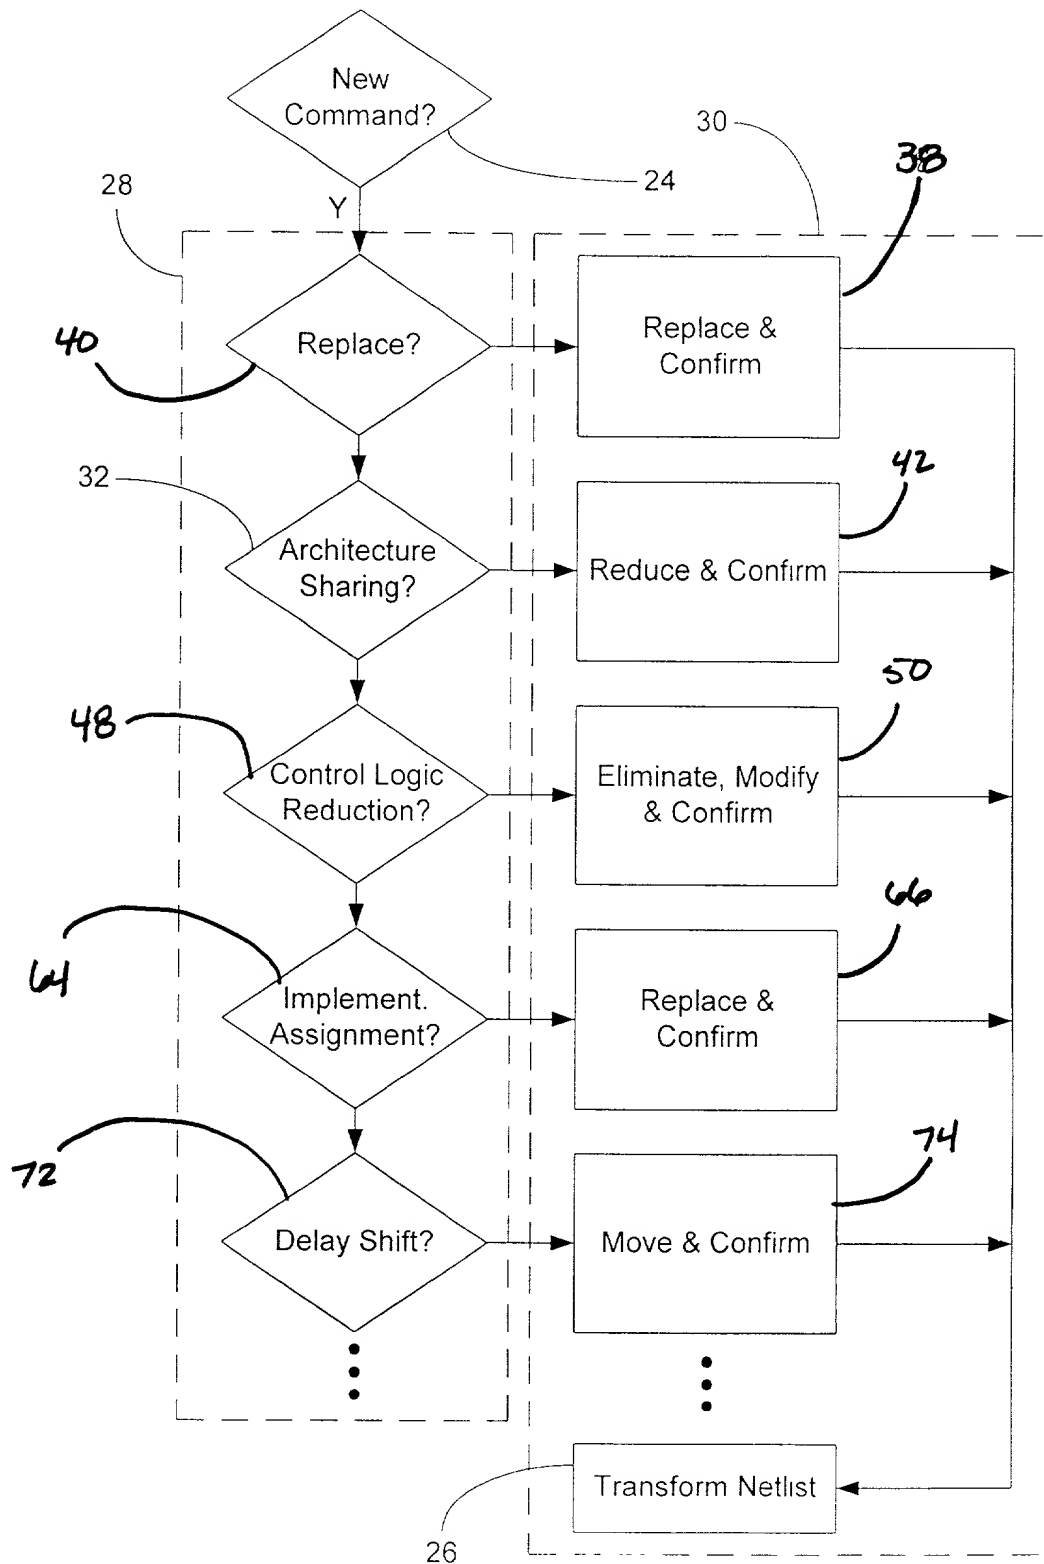 New
Command?
30
38
28
24
Y
Replace?
Replace &
Confirm
40
32
42
Architecture
Sharing?
Reduce & Confirm
50
48
Control Logic
Reduction?
Eliminate, Modify
& Confirm
66
64
Implement.
Assignment?
Replace &
Confirm
72
74
Delay Shift?
Move & Confirm
Transform Netlist
26